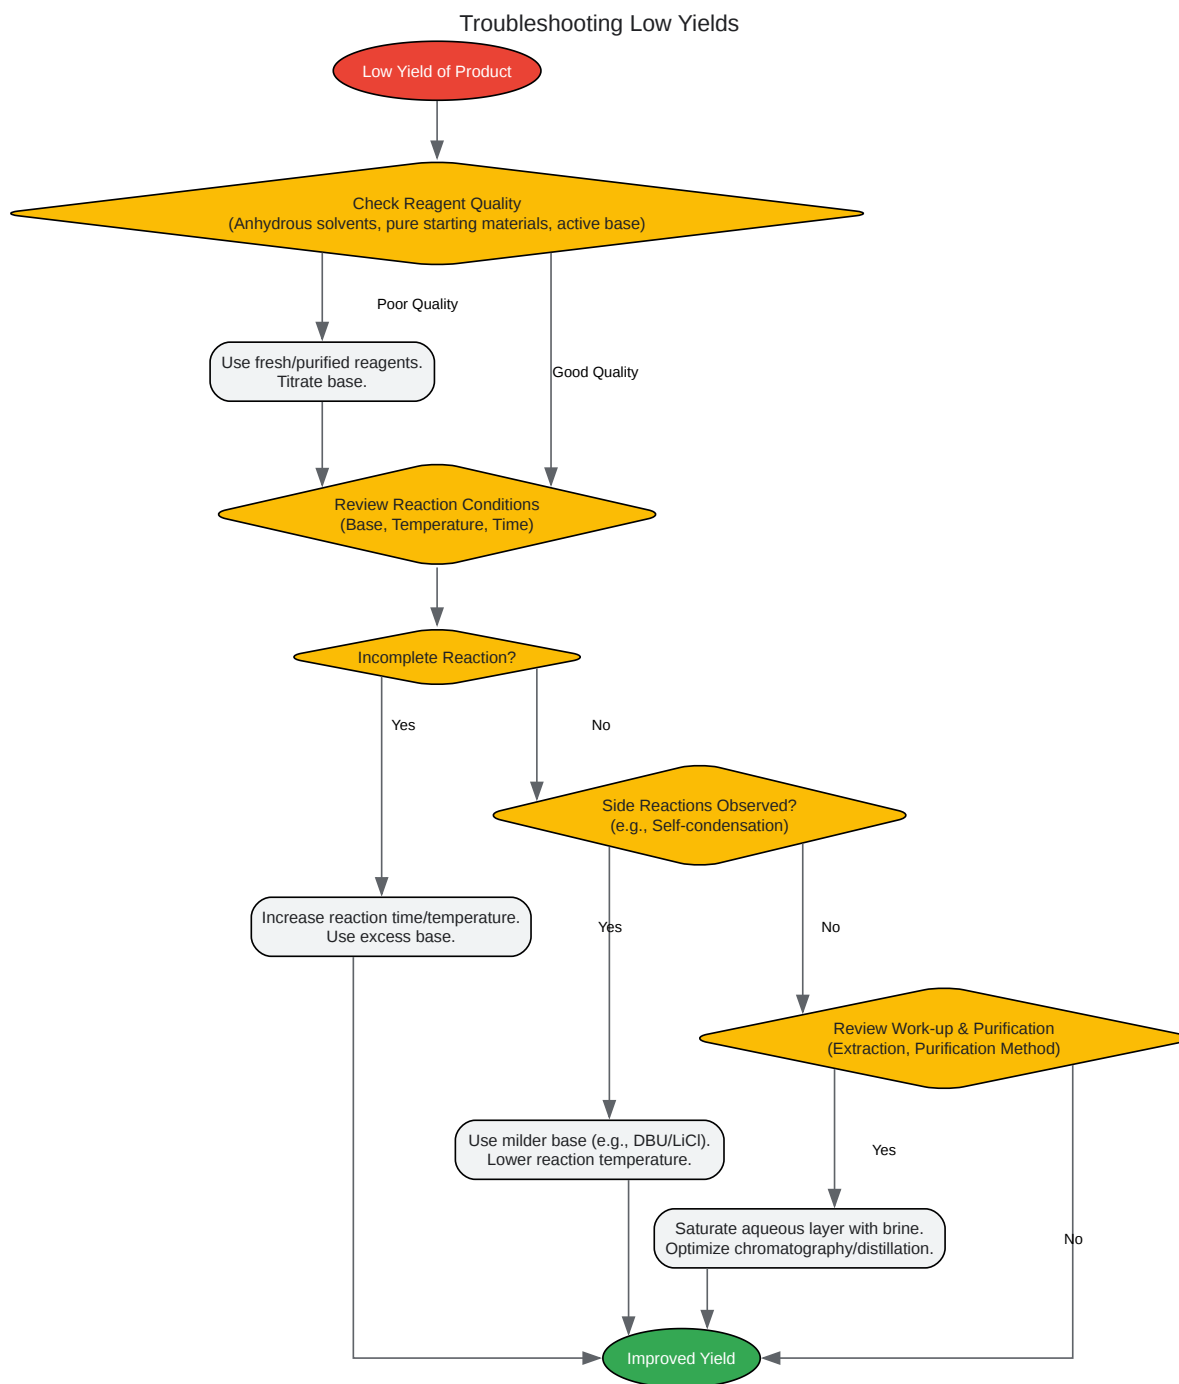 Troubleshooting Low Yields
Low Yield of Product
Check Reagent Quality
(Anhydrous solvents, pure starting materials, active base)
Poor Quality
Use fresh/purified reagents.
Titrate base.
Good Quality
Review Reaction Conditions
(Base, Temperature, Time)
Incomplete Reaction?
Yes
No
Side Reactions Observed?
(e.g., Self-condensation)
Increase reaction time/temperature.
Use excess base.
Yes
No
Review Work-up & Purification
(Extraction, Purification Method)
Use milder base (e.g., DBU/LiCl).
Lower reaction temperature.
Yes
Saturate aqueous layer with brine.
Optimize chromatography/distillation.
No
Improved Yield